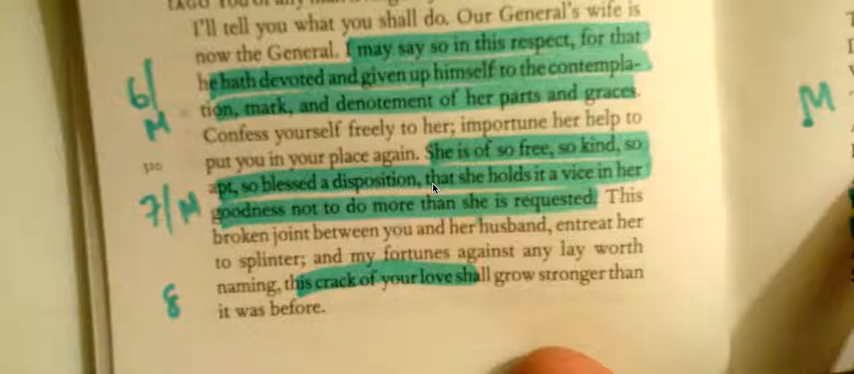 I'll tell you what you shall do. Our General's wife is
now the General. I may say so in this respect, for that
he hath devoted and given up himself to the contempla-
tion, mark, and denotement of her parts and graces.
Confess yourself freely to her; importune her help to
put you in your place again. She is of so free, so kind, so
apt, so blessed a disposition, that she holds it a vice in her
goodness not to do more than she is requested. This
broken joint between you and her husband, entreat her
to splinter; and my fortunes against any lay worth
naming, this crack of your love shall grow stronger than
it was before.
6/
M
310
7/M
8
M